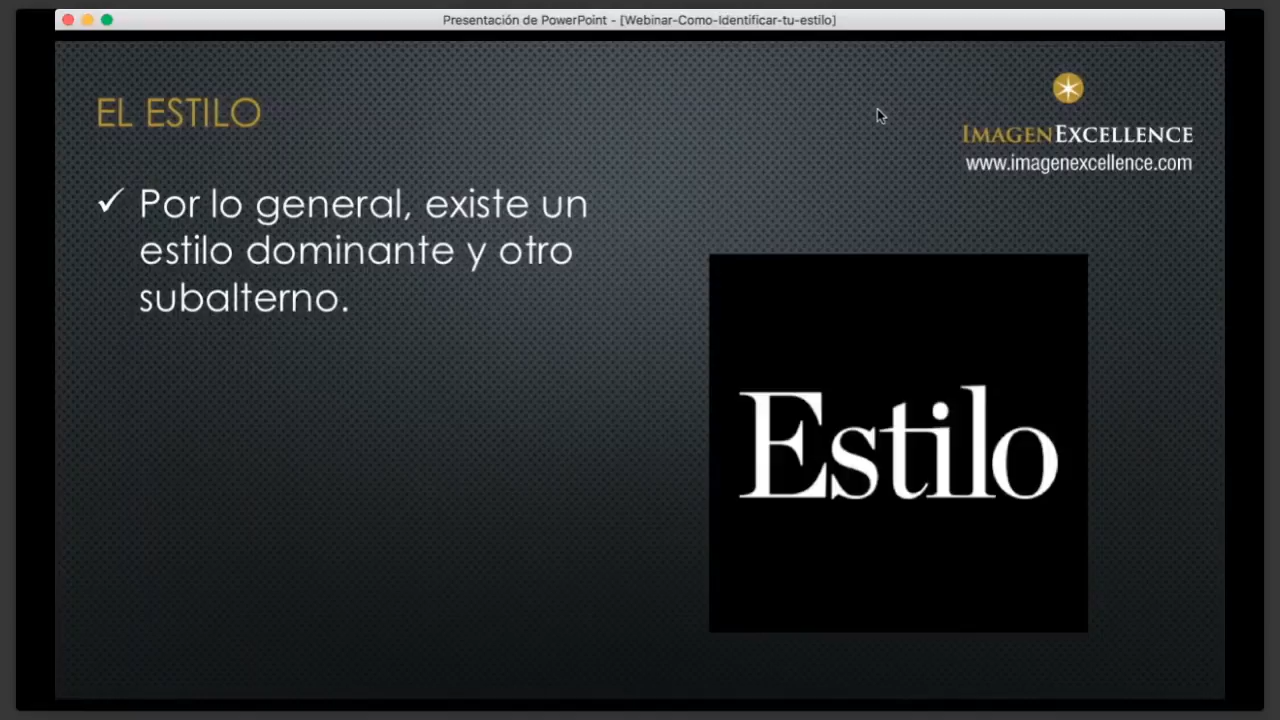 Presentación de PowerPoint - [Webinar-Como-Identificar-tu-estilo]
EL ESTILO
IMAGENEXCELLENCE
www.imagenexcellence.com
✓ Por lo general, existe un
estilo dominante y otro
subalterno.
Estilo